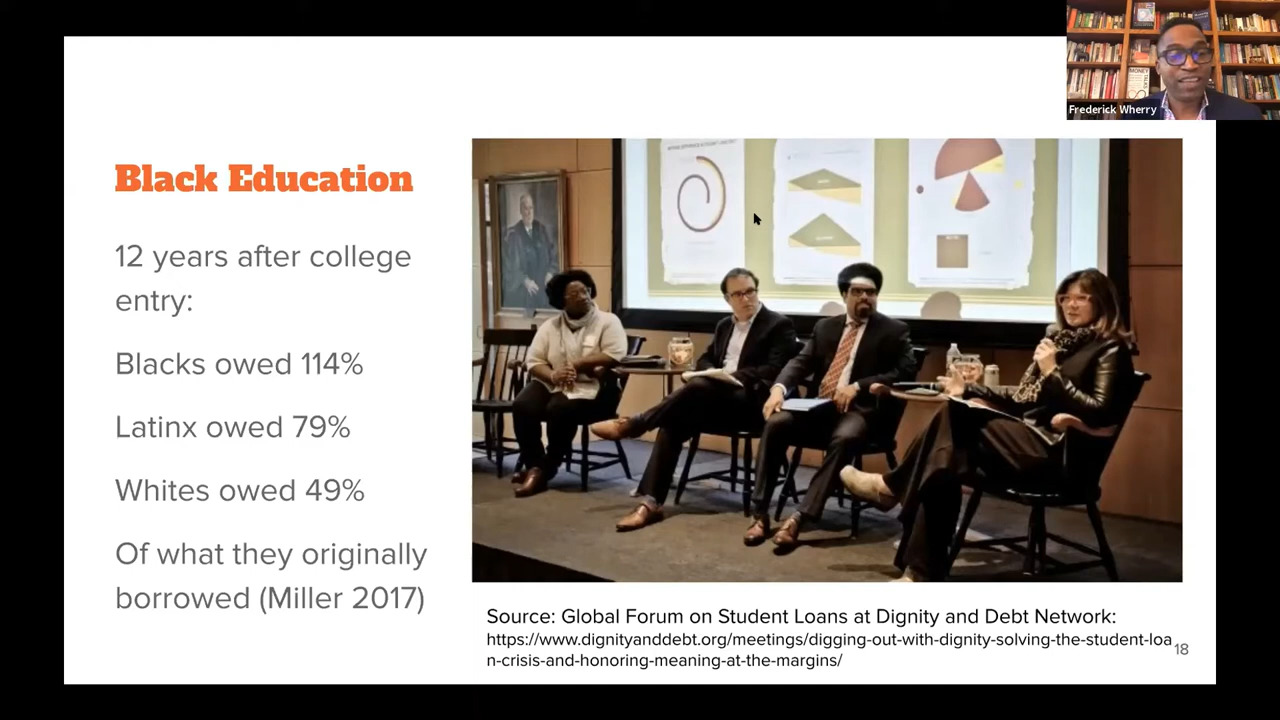 Frederick Wherry
MONEY
Black Education
12 years after college
entry:
Blacks owed 114%
Latinx owed 79%
Whites owed 49%
Of what they originally
borrowed (Miller 2017)
Source: Global Forum on Student Loans at Dignity and Debt Network:
https://www.dignityanddebt.org/meetings/digging-out-with-dignity-solving-the-student-loa
n-crisis-and-honoring-meaning-at-the-margins/
18